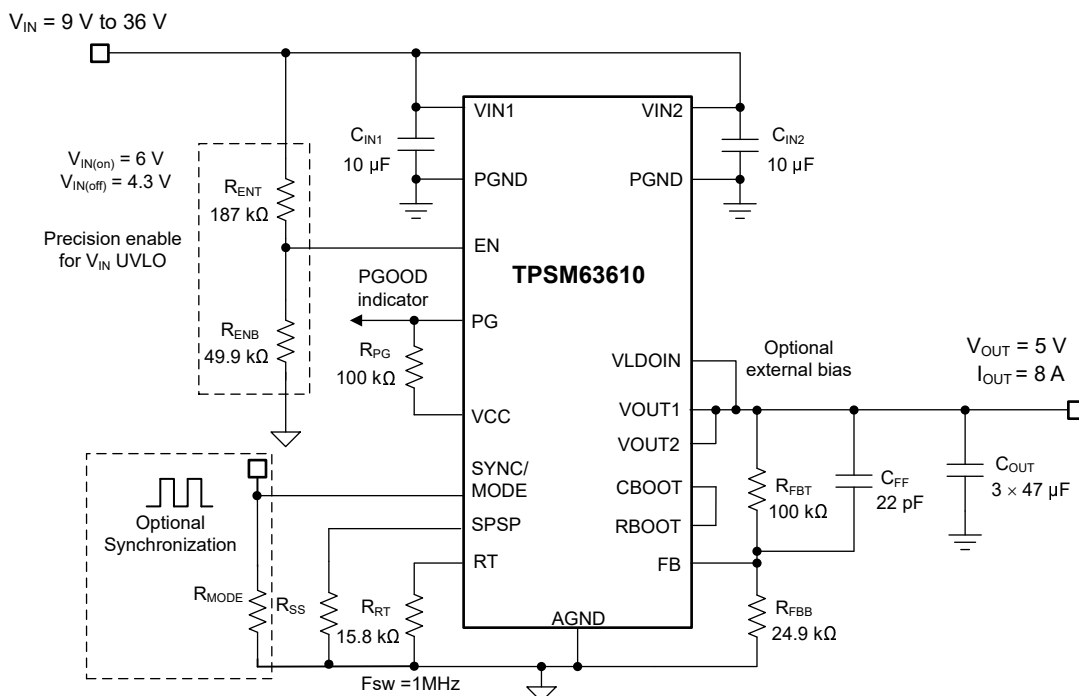 V_IN = 9 V to 36 V
V_IN(on) = 6 V
V_IN(off) = 4.3 V
Precision enable
for V_IN UVLO
R_ENT
187 kΩ
R_ENB
49.9 kΩ
C_IN1
10 µF
C_IN2
10 µF
VIN1
VIN2
PGND
PGND
EN
TPSM63610
PGOOD
indicator
PG
R_PG
100 kΩ
VCC
VLDOIN
Optional
external bias
V_OUT = 5 V
I_OUT = 8 A
VOUT1
VOUT2
SYNC/
MODE
CBOOT
RBOOT
R_FBT
100 kΩ
C_FF
22 pF
C_OUT
3 × 47 µF
Optional
Synchronization
SPSP
RT
FB
R_MODE
R_SS
R_RT
15.8 kΩ
AGND
R_FBB
24.9 kΩ
Fsw =1MHz